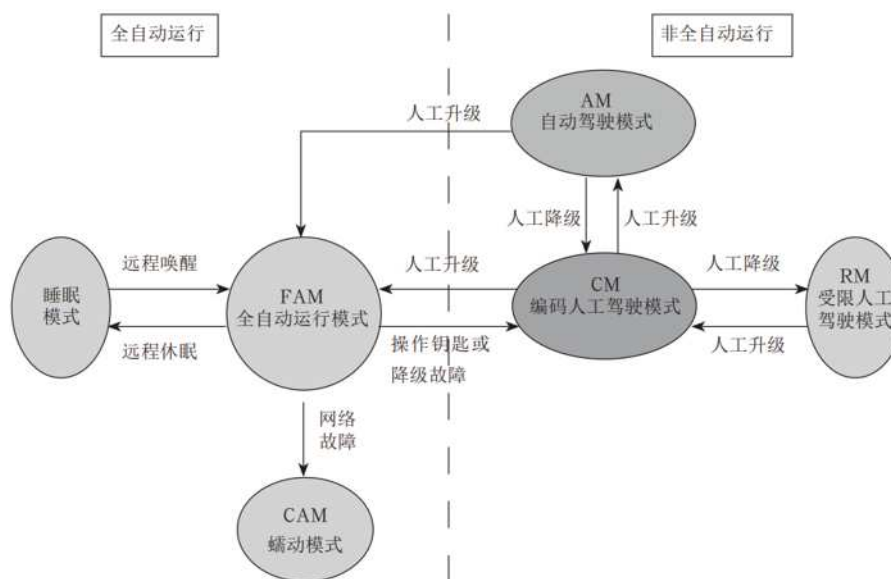 全自动运行
非全自动运行
AM
自动驾驶模式
人工升级
人工降级
人工升级
远程唤醒
人工升级
人工降级
睡眠
模式
FAM
全自动运行模式
CM
编码人工驾驶模式
RM
受限人工
驾驶模式
远程休眠
操作钥匙或
降级故障
人工升级
网络
故障
CAM
蠕动模式